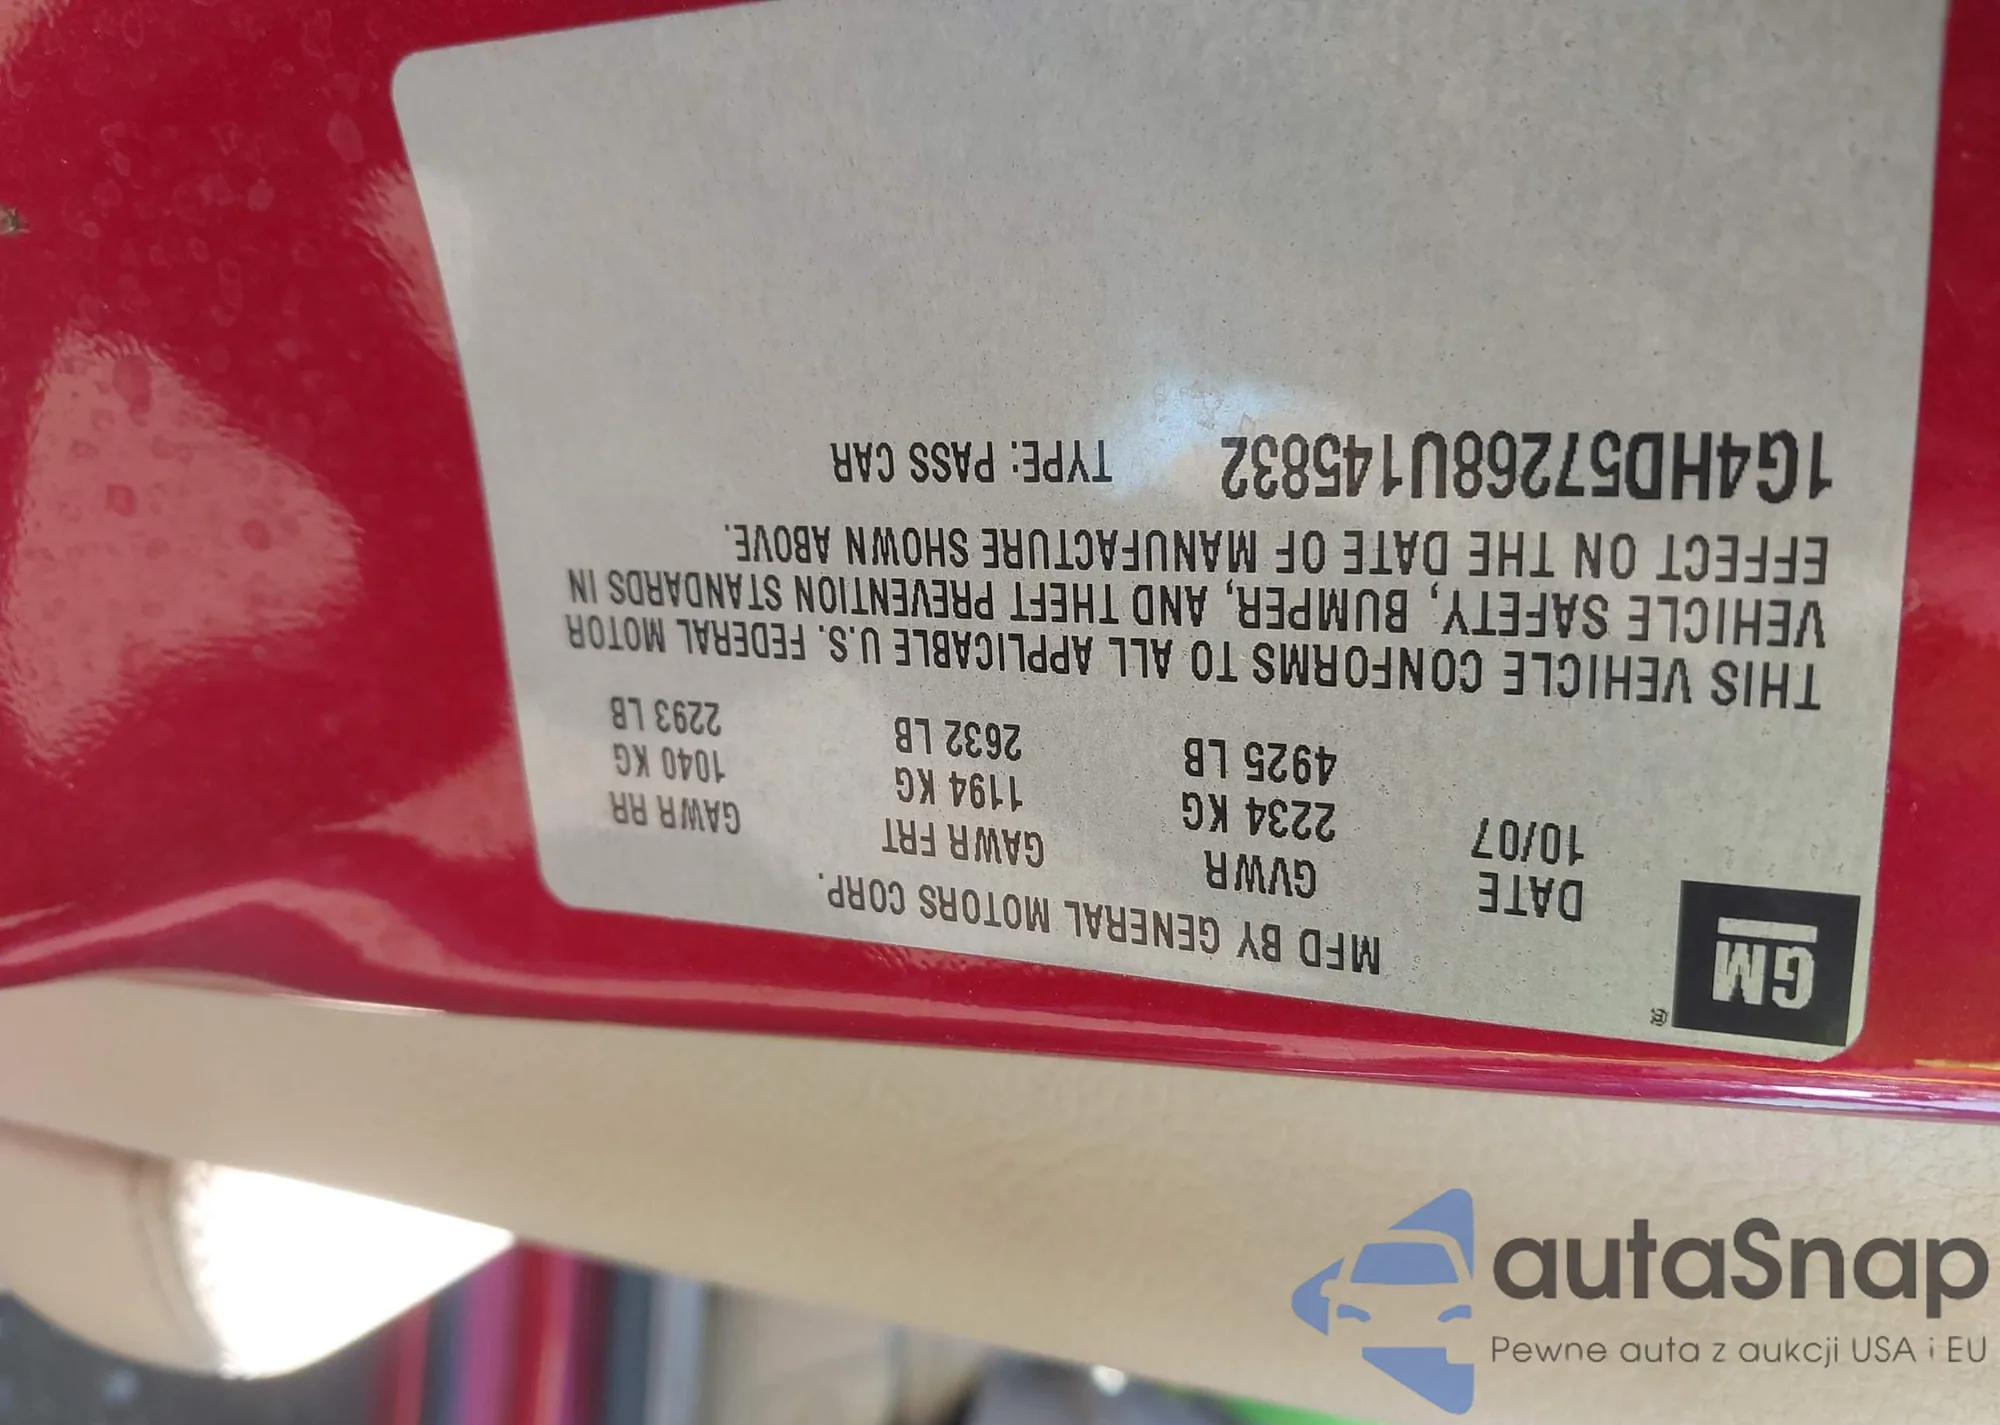 GM
®
MFD BY GENERAL MOTORS CORP.
DATE GVWR GAWR FRT GAWR RR
10/07 2234 KG 1194 KG 1040 KG
4925 LB 2632 LB 2293 LB
THIS VEHICLE CONFORMS TO ALL APPLICABLE U.S. FEDERAL MOTOR
VEHICLE SAFETY, BUMPER, AND THEFT PREVENTION STANDARDS IN
EFFECT ON THE DATE OF MANUFACTURE SHOWN ABOVE.
1G4HD57268U145832 TYPE: PASS CAR
autaSnap
Pewne auta z aukcji USA i EU